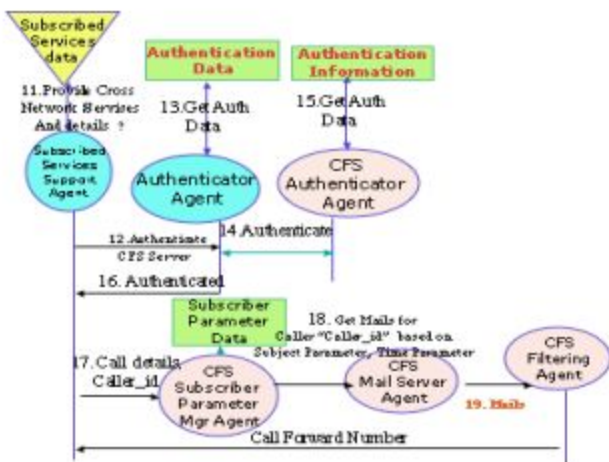 Subscribed
Services
data
Authentication
Data
Authentication
Information
11.Provide Cross
Network Services
And details ?
13.Get Auth
Data
15.Get Auth
Data
Subscribed
Services
Support
Agent
Authenticator
Agent
CFS
Authenticator
Agent
12.Authenticate
CFS Server
14.Authenticate
16. Authenticated
Subscriber
Parameter
Data
18. Get Mails for
Caller "Caller_id" based on
Subject Parameter, Time Parameter
17.Call details,
Caller_id
CFS
Subscriber
Parameter
Mgr Agent
CFS
Mail Server
Agent
CFS
Filtering
Agent
19. Mails
Call Forward Number